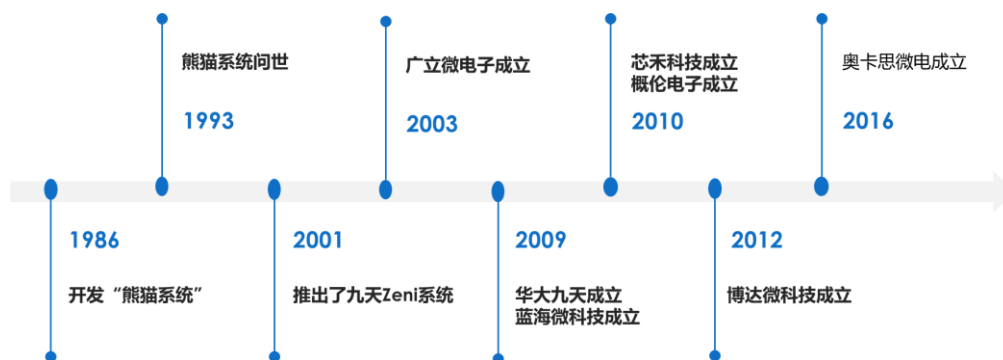 熊猫系统问世
1993
广立微电子成立
2003
芯禾科技成立
概伦电子成立
2010
奥卡思微电成立
2016
1986
开发“熊猫系统”
2001
推出了九天Zeni系统
2009
华大九天成立
蓝海微科技成立
2012
博达微科技成立